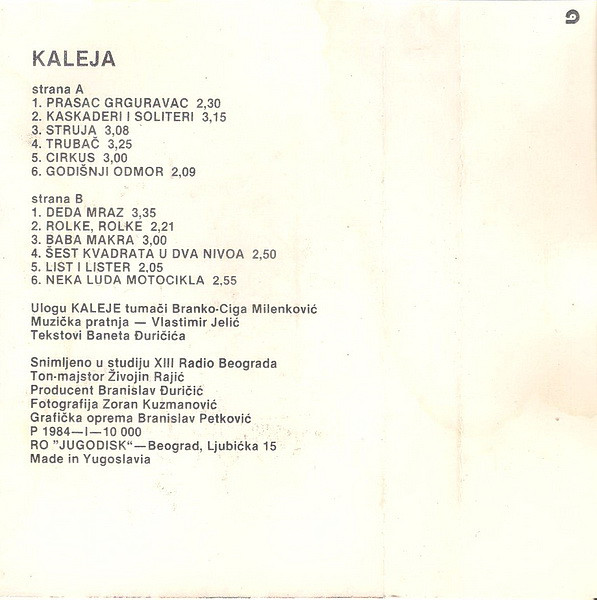 KALEJA
strana A
1. PRASAC GRGURAVAC 2,30
2. KASKADERI I SOLITERI 3,15
3. STRUJA 3,08
4. TRUBAČ 3,25
5. CIRKUS 3,00
6. GODIŠNJI ODMOR 2,09
strana B
1. DEDA MRAZ 3,35
2. ROLKE, ROLKE 2,21
3. BABA MAKRA 3,00
4. ŠEST KVADRATA U DVA NIVOA 2,50
5. LIST I LISTER 2.05
6. NEKA LUDA MOTOCIKLA 2,55
Ulogu KALEJE tumači Branko-Ciga Milenković
Muzička pratnja — Vlastimir Jelić
Tekstovi Baneta Đuričića
Snimljeno u studiju XIII Radio Beograda
Ton-majstor Živojin Rajić
Producent Branislav Đuričić
Fotografija Zoran Kuzmanović
Grafička oprema Branislav Petković
P 1984—I—10 000
RO "JUGODISK“—Beograd, Ljubićka 15
Made in Yugoslavia